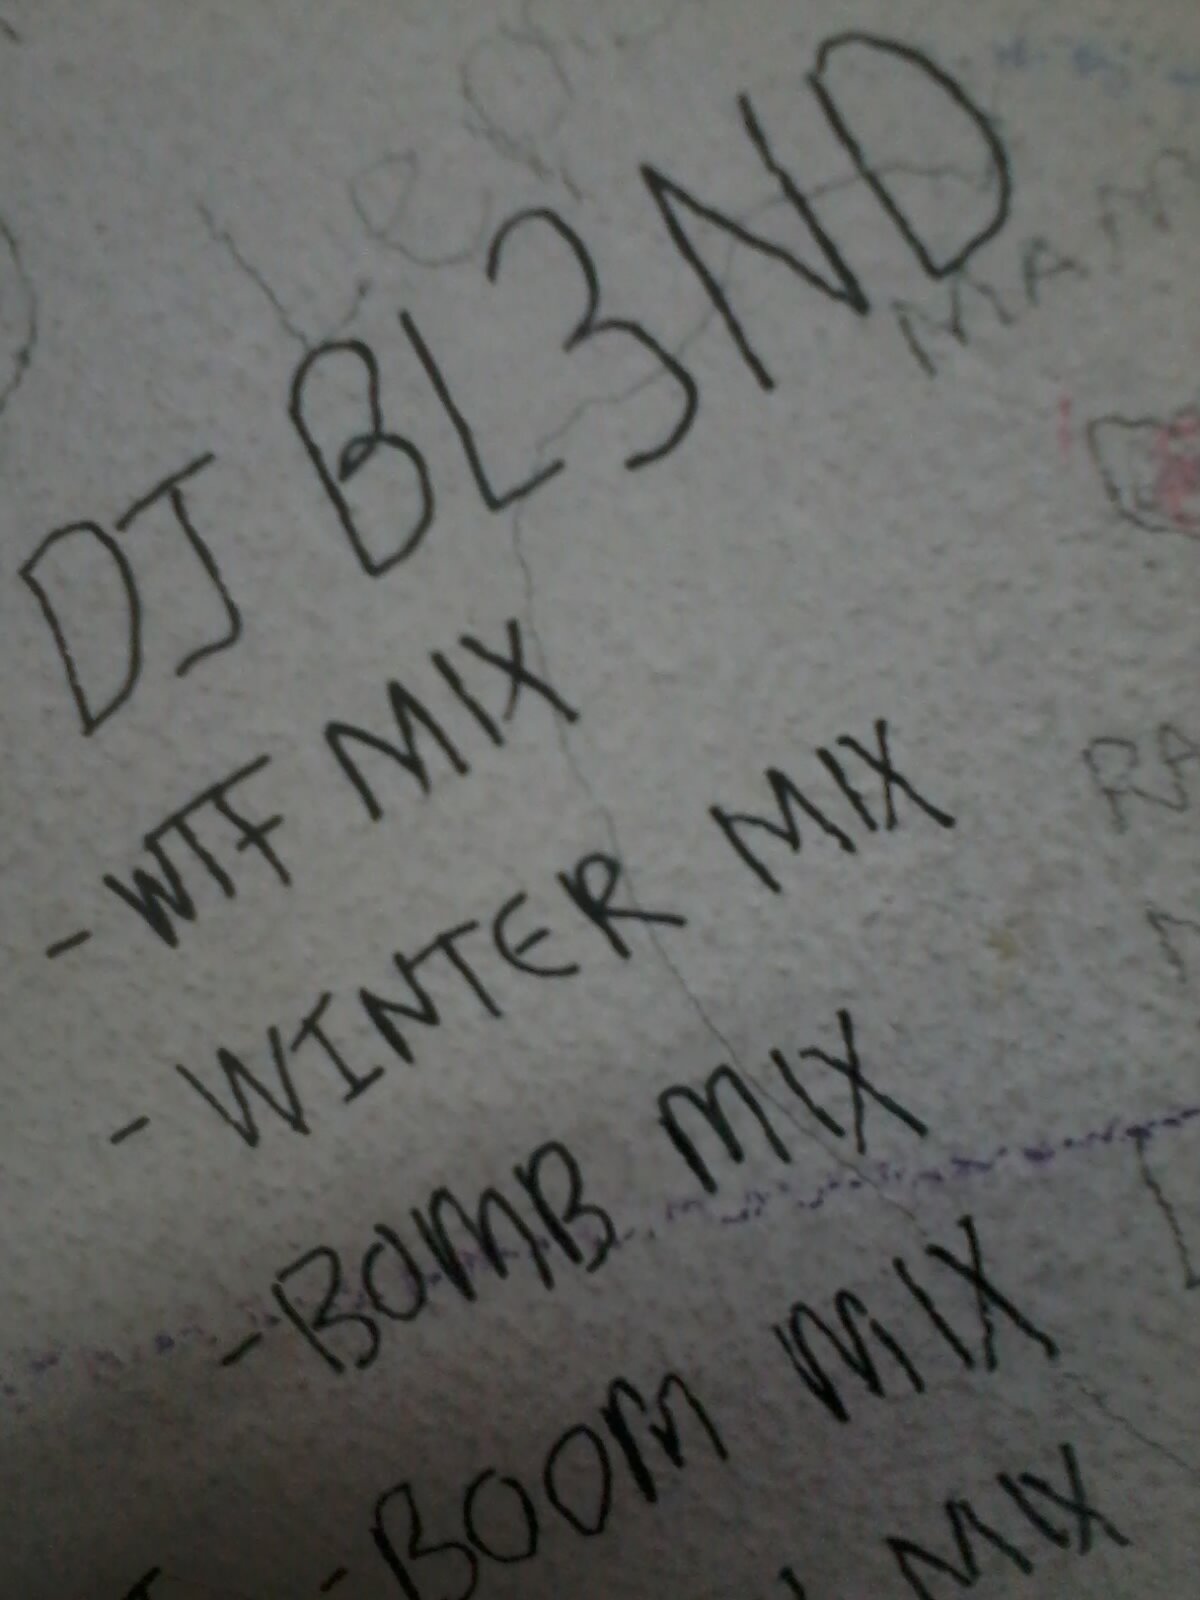 DJ BL3ND
- WTF MIX
- WINTER MIX
- BOMB MIX
- BOOM MIX
MIX